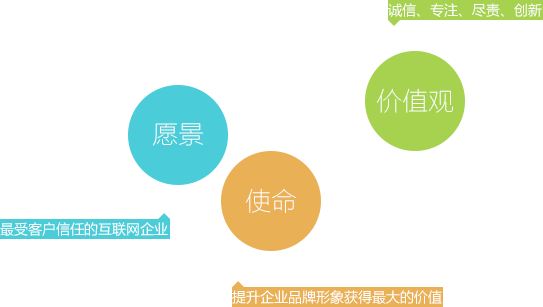 诚信、专注、尽责、创新
价值观
愿景
使命
最受客户信任的互联网企业
提升企业品牌形象获得最大的价值